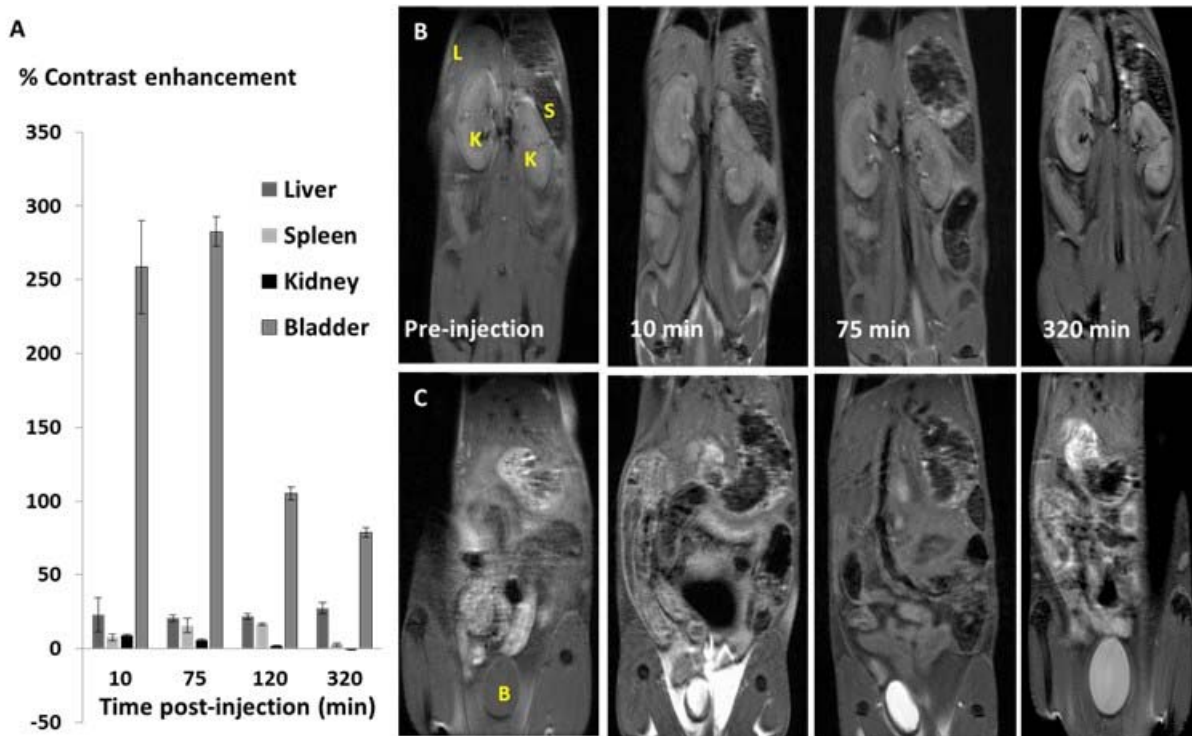 A
% Contrast enhancement
350
300
250
200
150
100
50
0
-50
Liver
Spleen
Kidney
Bladder
10 75 120 320
Time post-injection (min)
B
L
S
K
K
Pre-injection
10 min
75 min
320 min
C
B